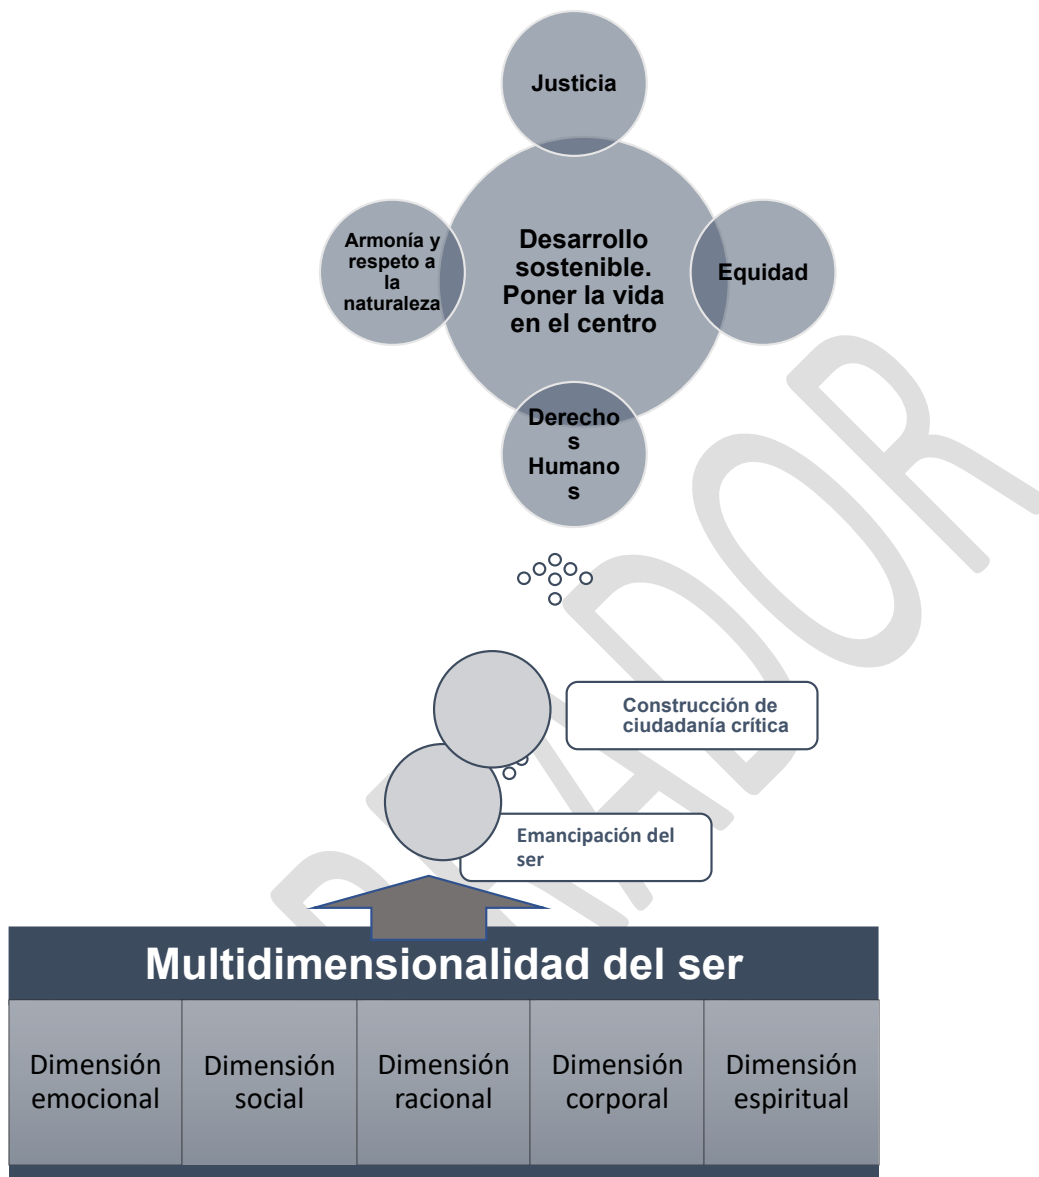 Justicia
Armonía y
respeto a
la
naturaleza
Desarrollo
sostenible.
Poner la vida
en el centro
Equidad
Derecho
s
Humano
s
Construcción de
ciudadanía crítica
Emancipación del
ser
Multidimensionalidad del ser
Dimensión
emocional
Dimensión
social
Dimensión
racional
Dimensión
corporal
Dimensión
espiritual
RADOR